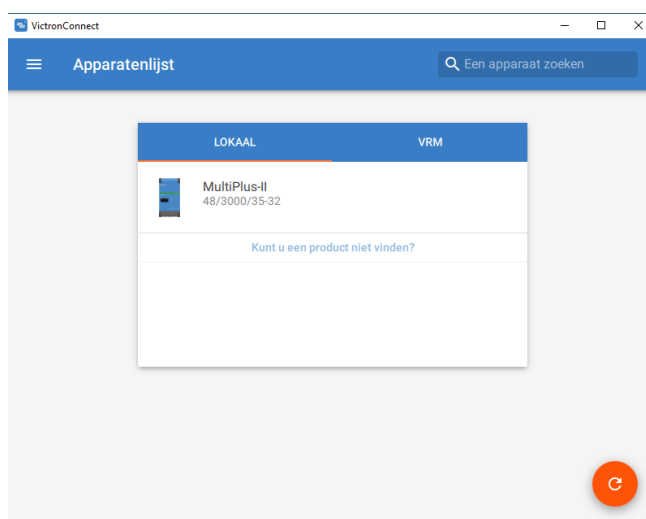 VictronConnect
Apparatenlijst
Een apparaat zoeken
LOKAAL
VRM
MultiPlus-II
48/3000/35-32
Kunt u een product niet vinden?